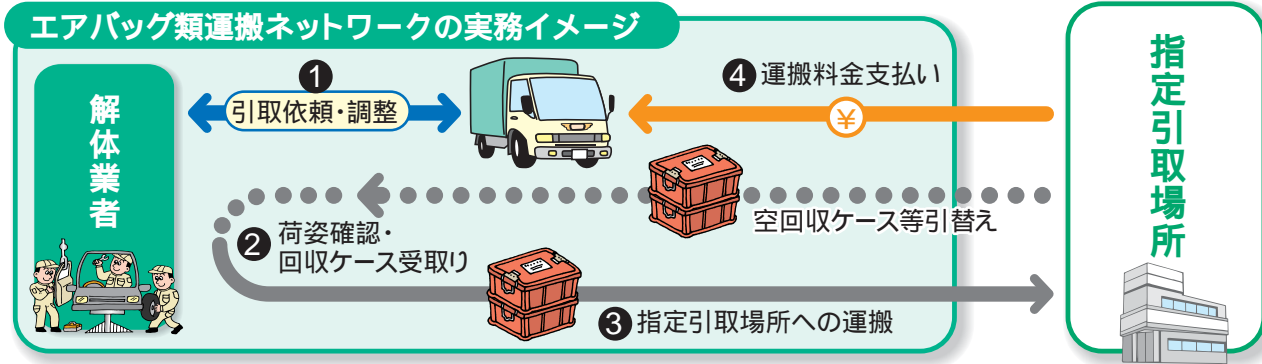 エアバッグ類運搬ネットワークの実務イメージ
解体業者
❶
引取依頼・調整
❹運搬料金支払い
¥
空回収ケース等引替え
❷荷姿確認・
回収ケース受取り
❸指定引取場所への運搬
指定引取場所